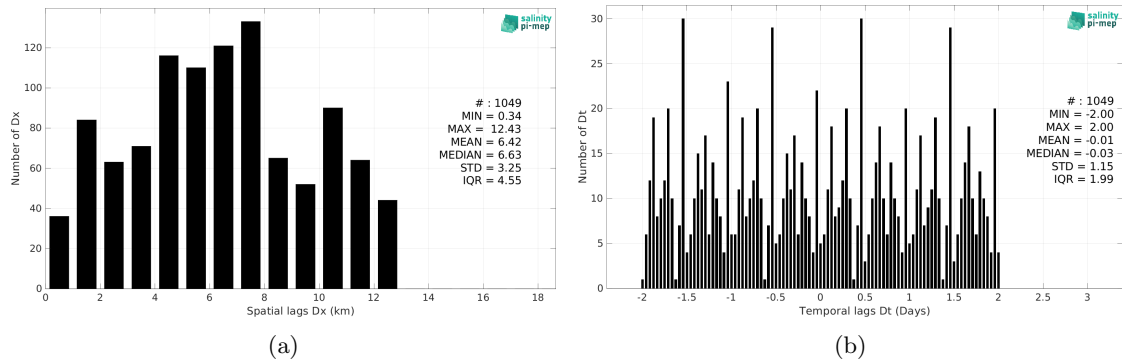 salinity
pi-mep
120
100
80
60
40
20
0
Number of Dx
# : 1049
MIN = 0.34
MAX = 12.43
MEAN = 6.42
MEDIAN = 6.63
STD = 3.25
IQR = 4.55
0 2 4 6 8 10 12 14 16 18
Spatial lags Dx (km)
(a)
salinity
pi-mep
30
25
20
15
10
5
0
Number of Dt
# : 1049
MIN = -2.00
MAX = 2.00
MEAN = -0.01
MEDIAN = -0.03
STD = 1.15
IQR = 1.99
-2 -1.5 -1 -0.5 0 0.5 1 1.5 2 2.5 3
Temporal lags Dt (Days)
(b)